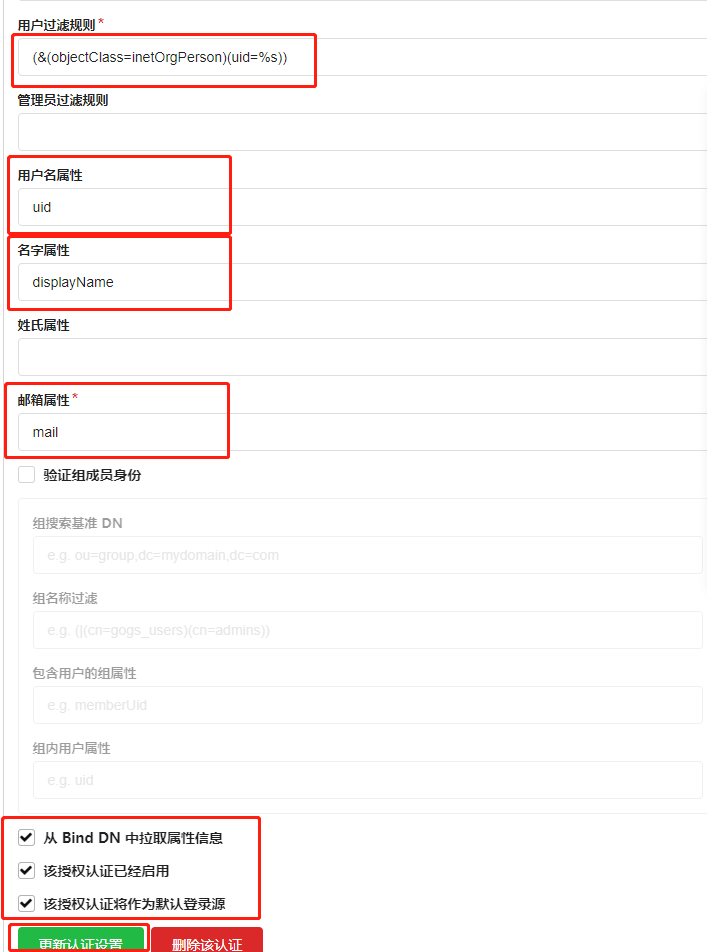 用户过滤规则*
(&(objectClass=inetOrgPerson)(uid=%s))
管理员过滤规则
用户名属性
uid
名字属性
displayName
姓氏属性
邮箱属性*
mail
验证组成员身份
组搜索基准 DN
e.g. ou=group,dc=mydomain,dc=com
组名称过滤
e.g. (|(cn=gogs_users)(cn=admins))
包含用户的组属性
e.g. memberUid
组内用户属性
e.g. uid
从 Bind DN 中拉取属性信息
该授权认证已经启用
该授权认证将作为默认登录源
更新认证设置 删除该认证